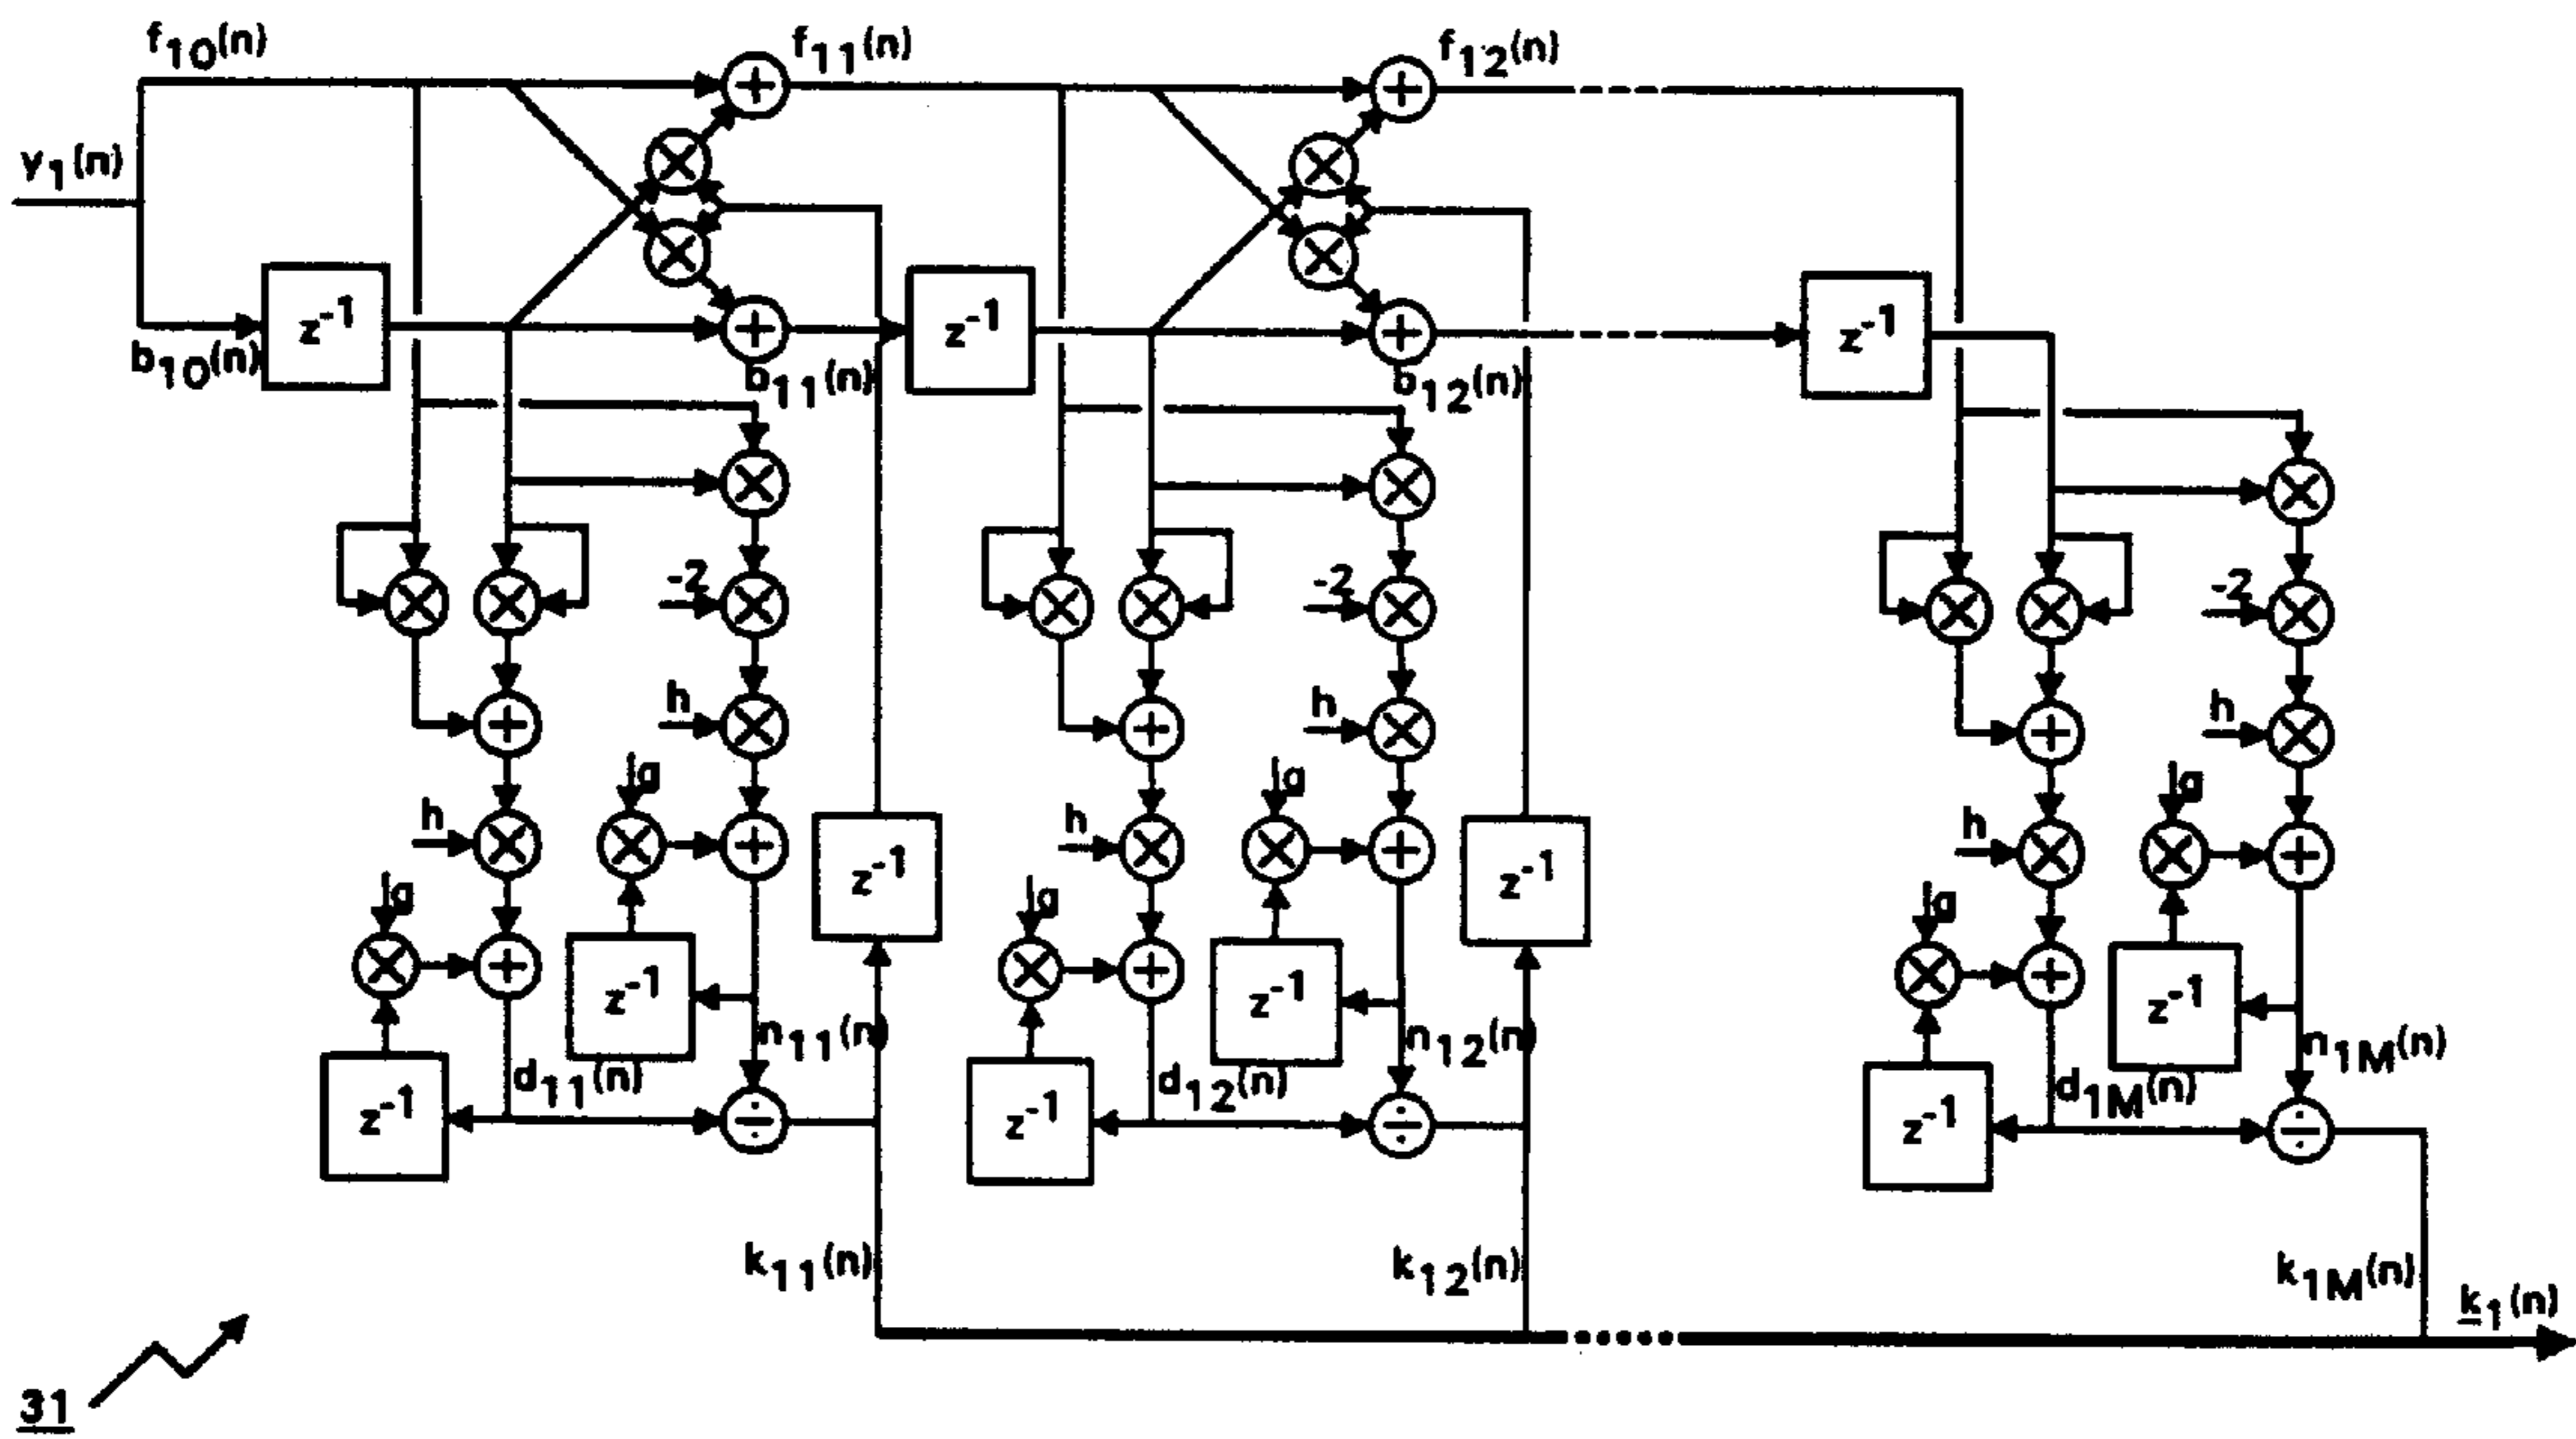 f10(n) f11(n) f12(n)
y1(n)
z-1 z-1 z-1
b10(n) b11(n) b12(n)
-2 -2 -2
h h h
g g g
h h h
z-1 z-1
g g g
z-1 z-1 z-1
n11(n) n12(n) n1M(n)
d11(n) d12(n) d1M(n)
z-1 z-1 z-1
÷ ÷ ÷
k11(n) k12(n) k1M(n)
k1(n)
31